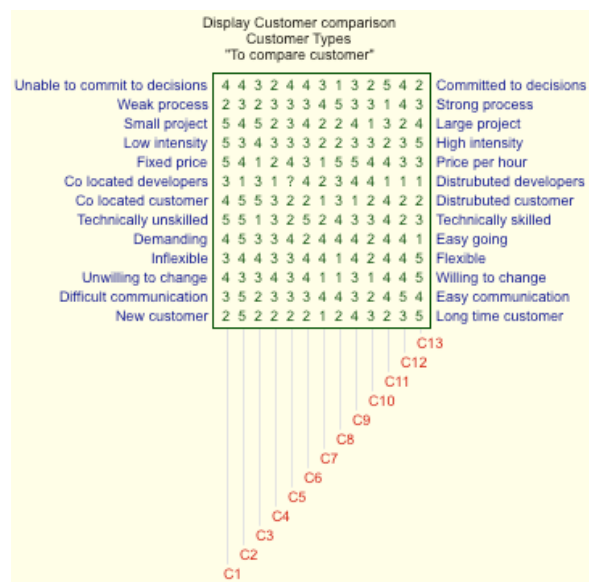 Display Customer comparison
Customer Types
"To compare customer"
Unable to commit to decisions 4 4 3 2 4 4 3 1 3 2 5 4 2 Committed to decisions
Weak process 2 3 2 3 3 3 4 5 3 3 1 4 3 Strong process
Small project 5 4 5 2 3 4 2 2 4 1 3 2 4 Large project
Low intensity 5 3 4 3 3 3 2 2 3 3 2 3 5 High intensity
Fixed price 5 4 1 2 4 3 1 5 5 4 4 3 3 Price per hour
Co located developers 3 1 3 1 ? 4 2 3 4 4 1 1 1 Distrubuted developers
Co located customer 4 5 5 3 2 2 1 3 1 2 4 2 2 Distrubuted customer
Technically unskilled 5 5 1 3 2 5 2 4 3 3 4 2 3 Technically skilled
Demanding 4 5 3 3 4 2 4 4 4 2 4 4 1 Easy going
Inflexible 3 4 4 3 3 4 4 1 4 2 4 4 5 Flexible
Unwilling to change 4 3 3 4 3 4 1 1 3 1 4 4 5 Willing to change
Difficult communication 3 5 2 3 3 3 4 4 3 2 4 5 4 Easy communication
New customer 2 5 2 2 2 2 1 2 4 3 2 3 5 Long time customer
C13
C12
C11
C10
C9
C8
C7
C6
C5
C4
C3
C2
C1